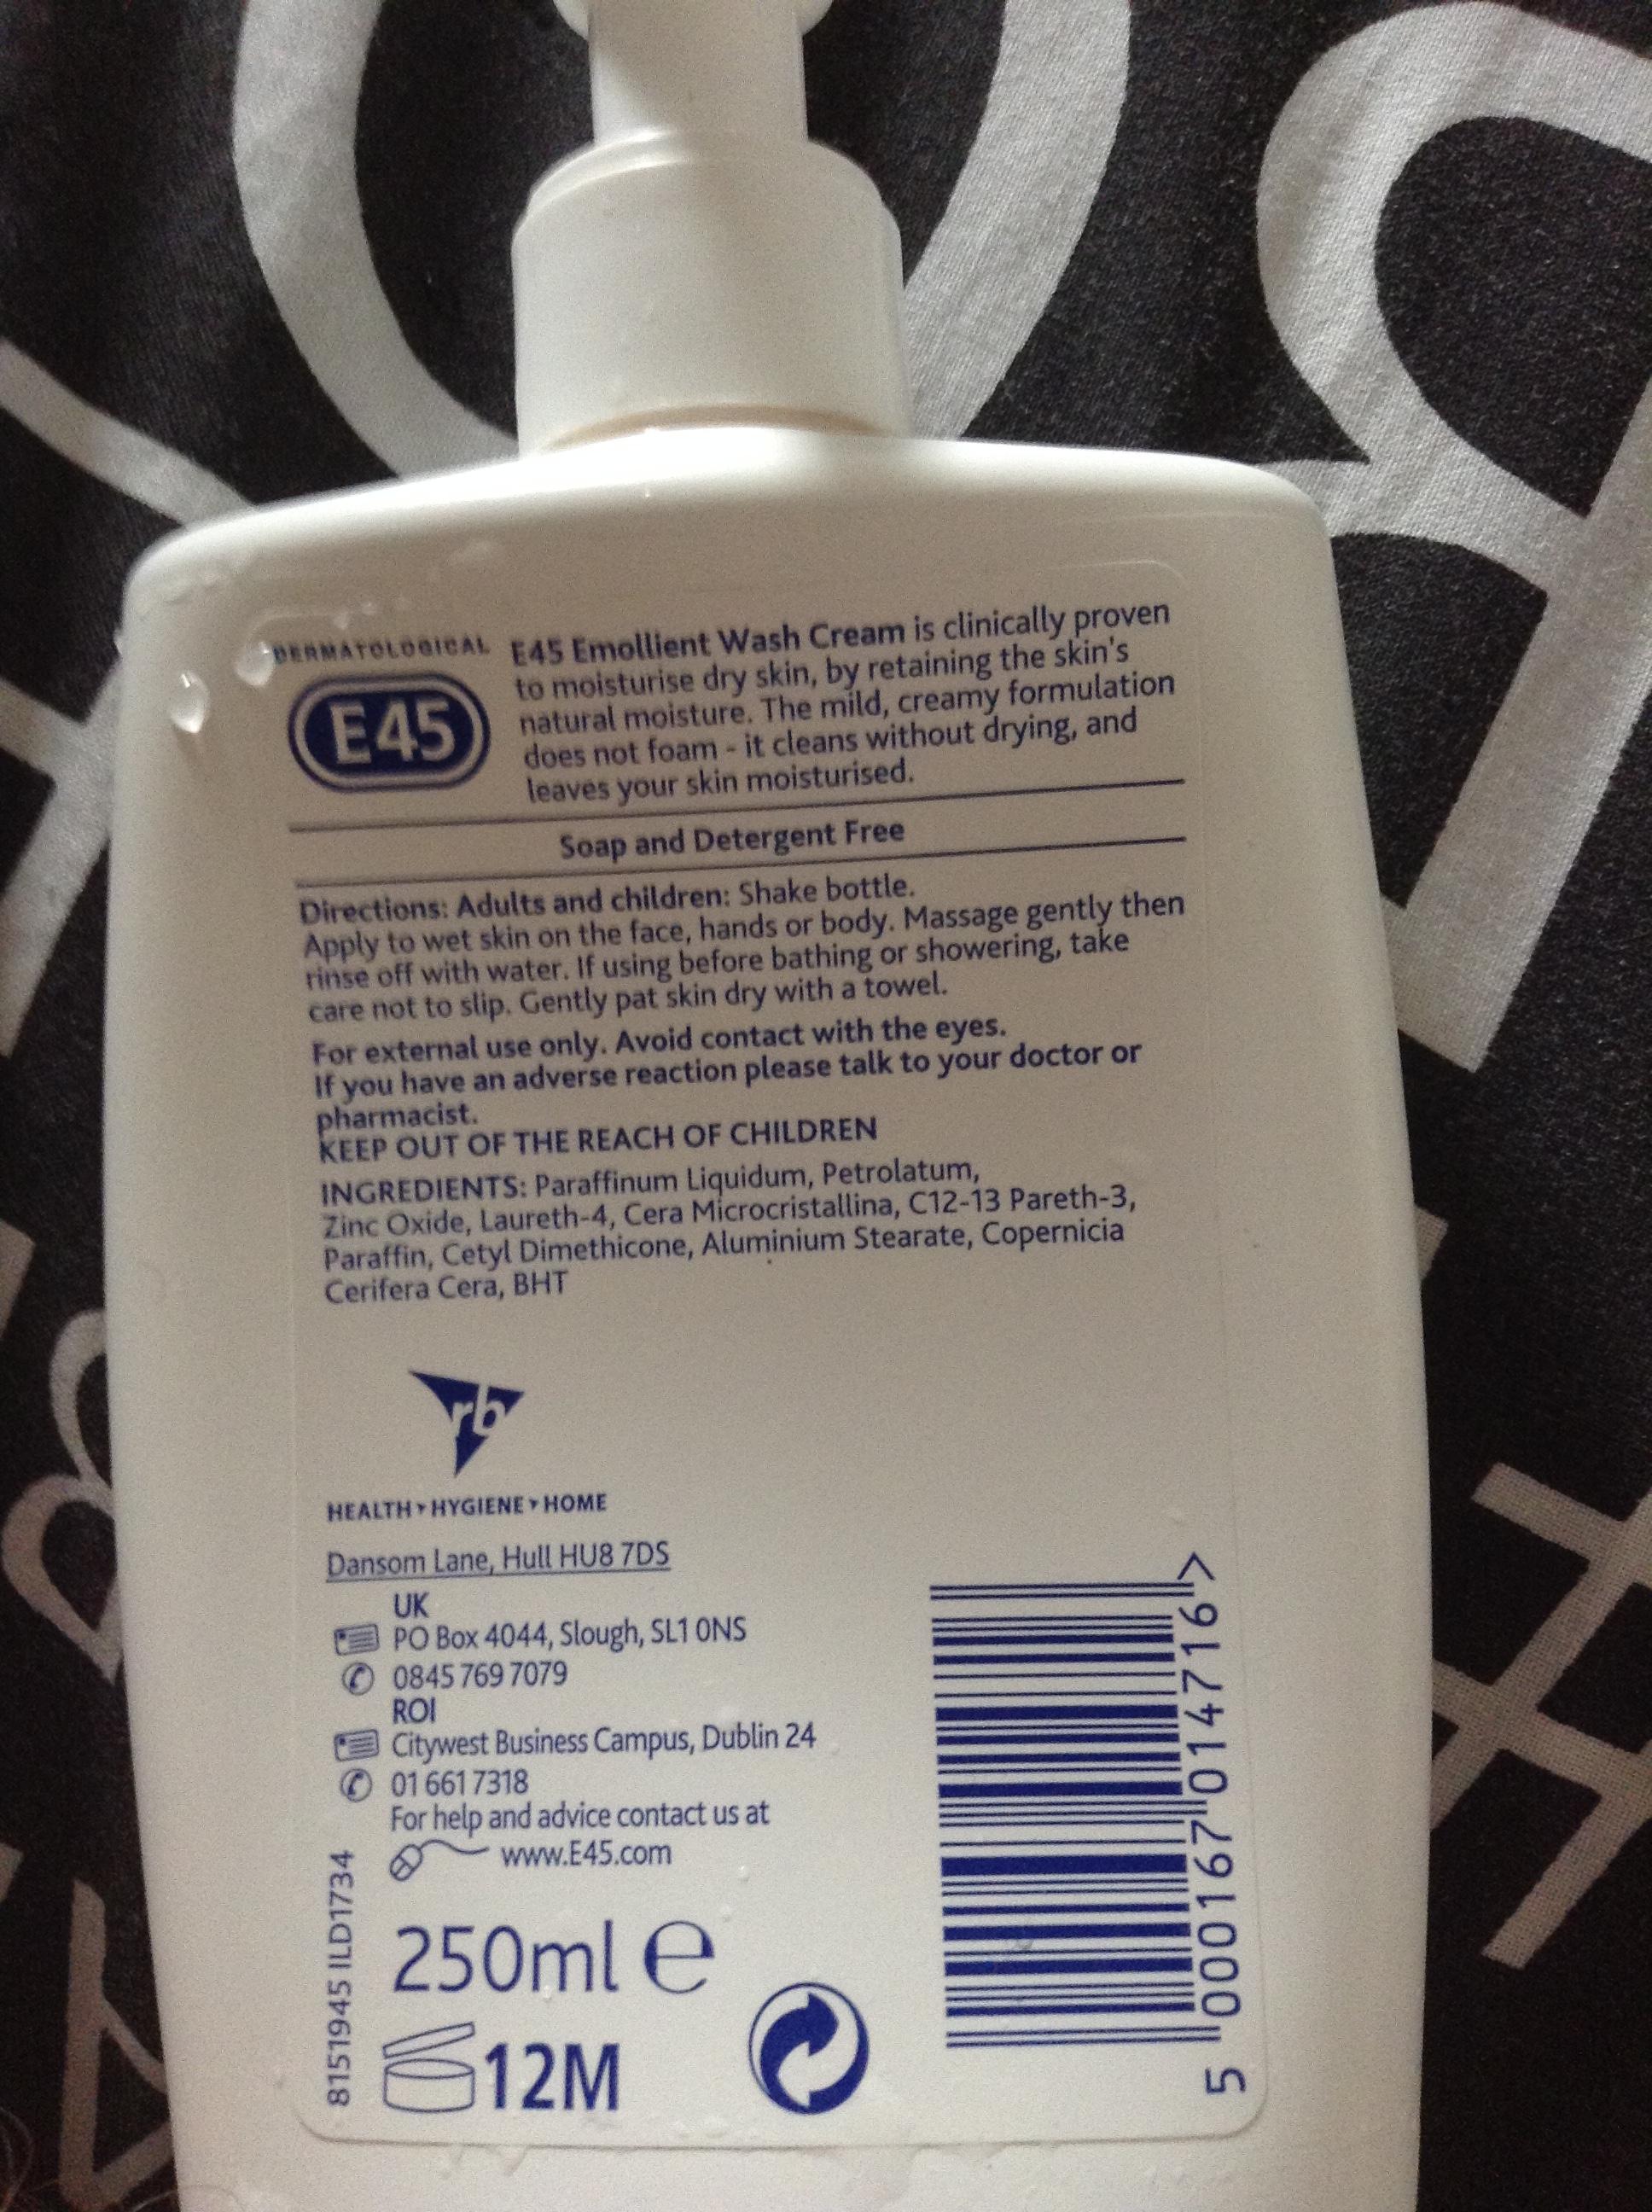 DERMATOLOGICAL
E45
E45 Emollient Wash Cream is clinically proven
to moisturise dry skin, by retaining the skin's
natural moisture. The mild, creamy formulation
does not foam - it cleans without drying, and
leaves your skin moisturised.
Soap and Detergent Free
Directions: Adults and children: Shake bottle.
Apply to wet skin on the face, hands or body. Massage gently then
rinse off with water. If using before bathing or showering, take
care not to slip. Gently pat skin dry with a towel.
For external use only. Avoid contact with the eyes.
If you have an adverse reaction please talk to your doctor or
pharmacist.
KEEP OUT OF THE REACH OF CHILDREN
INGREDIENTS: Paraffinum Liquidum, Petrolatum,
Zinc Oxide, Laureth-4, Cera Microcristallina, C12-13 Pareth-3,
Paraffin, Cetyl Dimethicone, Aluminium Stearate, Copernicia
Cerifera Cera, BHT
rb
HEALTH HYGIENE HOME
Dansom Lane, Hull HU8 7DS
UK
PO Box 4044, Slough, SL1 0NS
0845 769 7079
ROI
Citywest Business Campus, Dublin 24
01 661 7318
For help and advice contact us at
www.E45.com
8151945 ILD1734
250ml e
12M
5 000167 014716 >